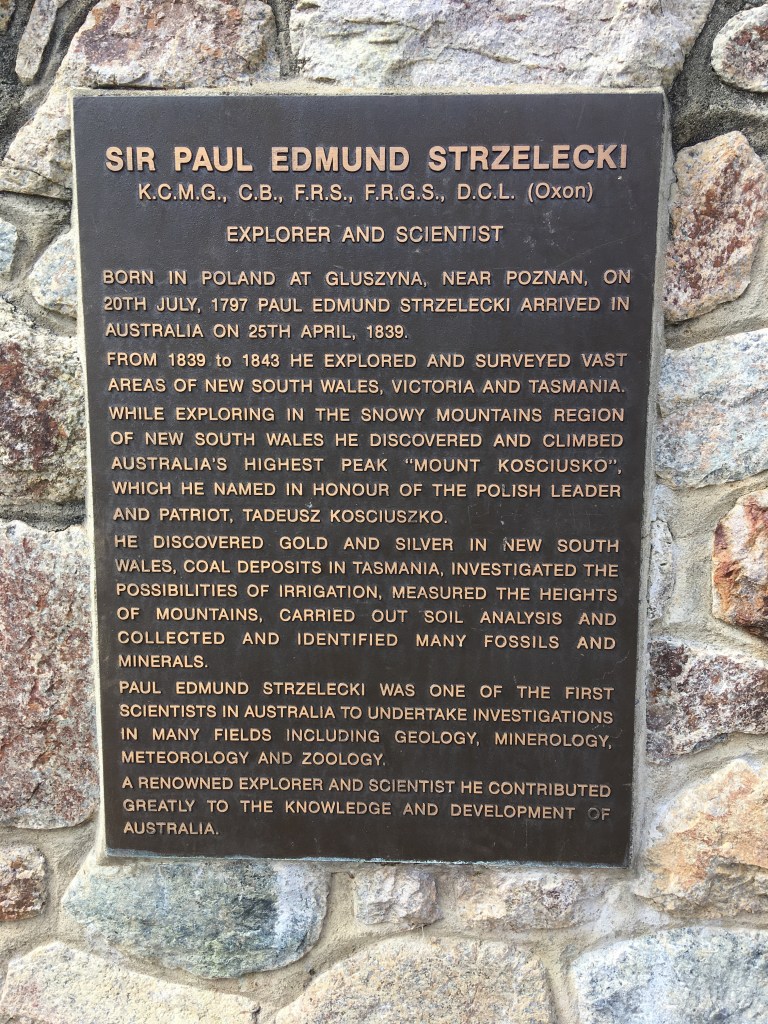 SIR PAUL EDMUND STRZELECKI
K.C.M.G., C.B., F.R.S., F.R.G.S., D.C.L. (Oxon)
EXPLORER AND SCIENTIST
BORN IN POLAND AT GLUSZYNA, NEAR POZNAN, ON
20TH JULY, 1797 PAUL EDMUND STRZELECKI ARRIVED IN
AUSTRALIA ON 25TH APRIL, 1839.
FROM 1839 to 1843 HE EXPLORED AND SURVEYED VAST
AREAS OF NEW SOUTH WALES, VICTORIA AND TASMANIA.
WHILE EXPLORING IN THE SNOWY MOUNTAINS REGION
OF NEW SOUTH WALES HE DISCOVERED AND CLIMBED
AUSTRALIA'S HIGHEST PEAK "MOUNT KOSCIUSKO",
WHICH HE NAMED IN HONOUR OF THE POLISH LEADER
AND PATRIOT, TADEUSZ KOSCIUSZKO.
HE DISCOVERED GOLD AND SILVER IN NEW SOUTH
WALES, COAL DEPOSITS IN TASMANIA, INVESTIGATED THE
POSSIBILITIES OF IRRIGATION, MEASURED THE HEIGHTS
OF MOUNTAINS, CARRIED OUT SOIL ANALYSIS AND
COLLECTED AND IDENTIFIED MANY FOSSILS AND
MINERALS.
PAUL EDMUND STRZELECKI WAS ONE OF THE FIRST
SCIENTISTS IN AUSTRALIA TO UNDERTAKE INVESTIGATIONS
IN MANY FIELDS INCLUDING GEOLOGY, MINEROLOGY,
METEOROLOGY AND ZOOLOGY.
A RENOWNED EXPLORER AND SCIENTIST HE CONTRIBUTED
GREATLY TO THE KNOWLEDGE AND DEVELOPMENT OF
AUSTRALIA.